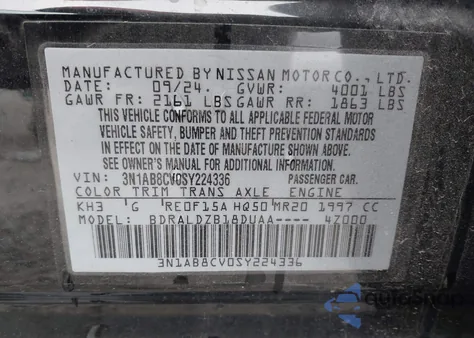 MANUFACTURED BY NISSAN MOTOR CO., LTD.
DATE: 09/24. GVWR: 4001 LBS
GAWR FR: 2161 LBS GAWR RR: 1863 LBS
THIS VEHICLE CONFORMS TO ALL APPLICABLE FEDERAL MOTOR
VEHICLE SAFETY, BUMPER AND THEFT PREVENTION STANDARDS
IN EFFECT ON THE DATE OF MANUFACTURE SHOWN ABOVE.
SEE OWNER'S MANUAL FOR ADDITIONAL INFORMATION.
VIN: 3N1AB8CV0SY224336 PASSENGER CAR.
COLOR TRIM TRANS AXLE ENGINE
KH3 G RE0F15A HQ50 MR20 1997 CC
MODEL: BDRALDZB18DUAA---- 47000
3N1AB8CV0SY224336